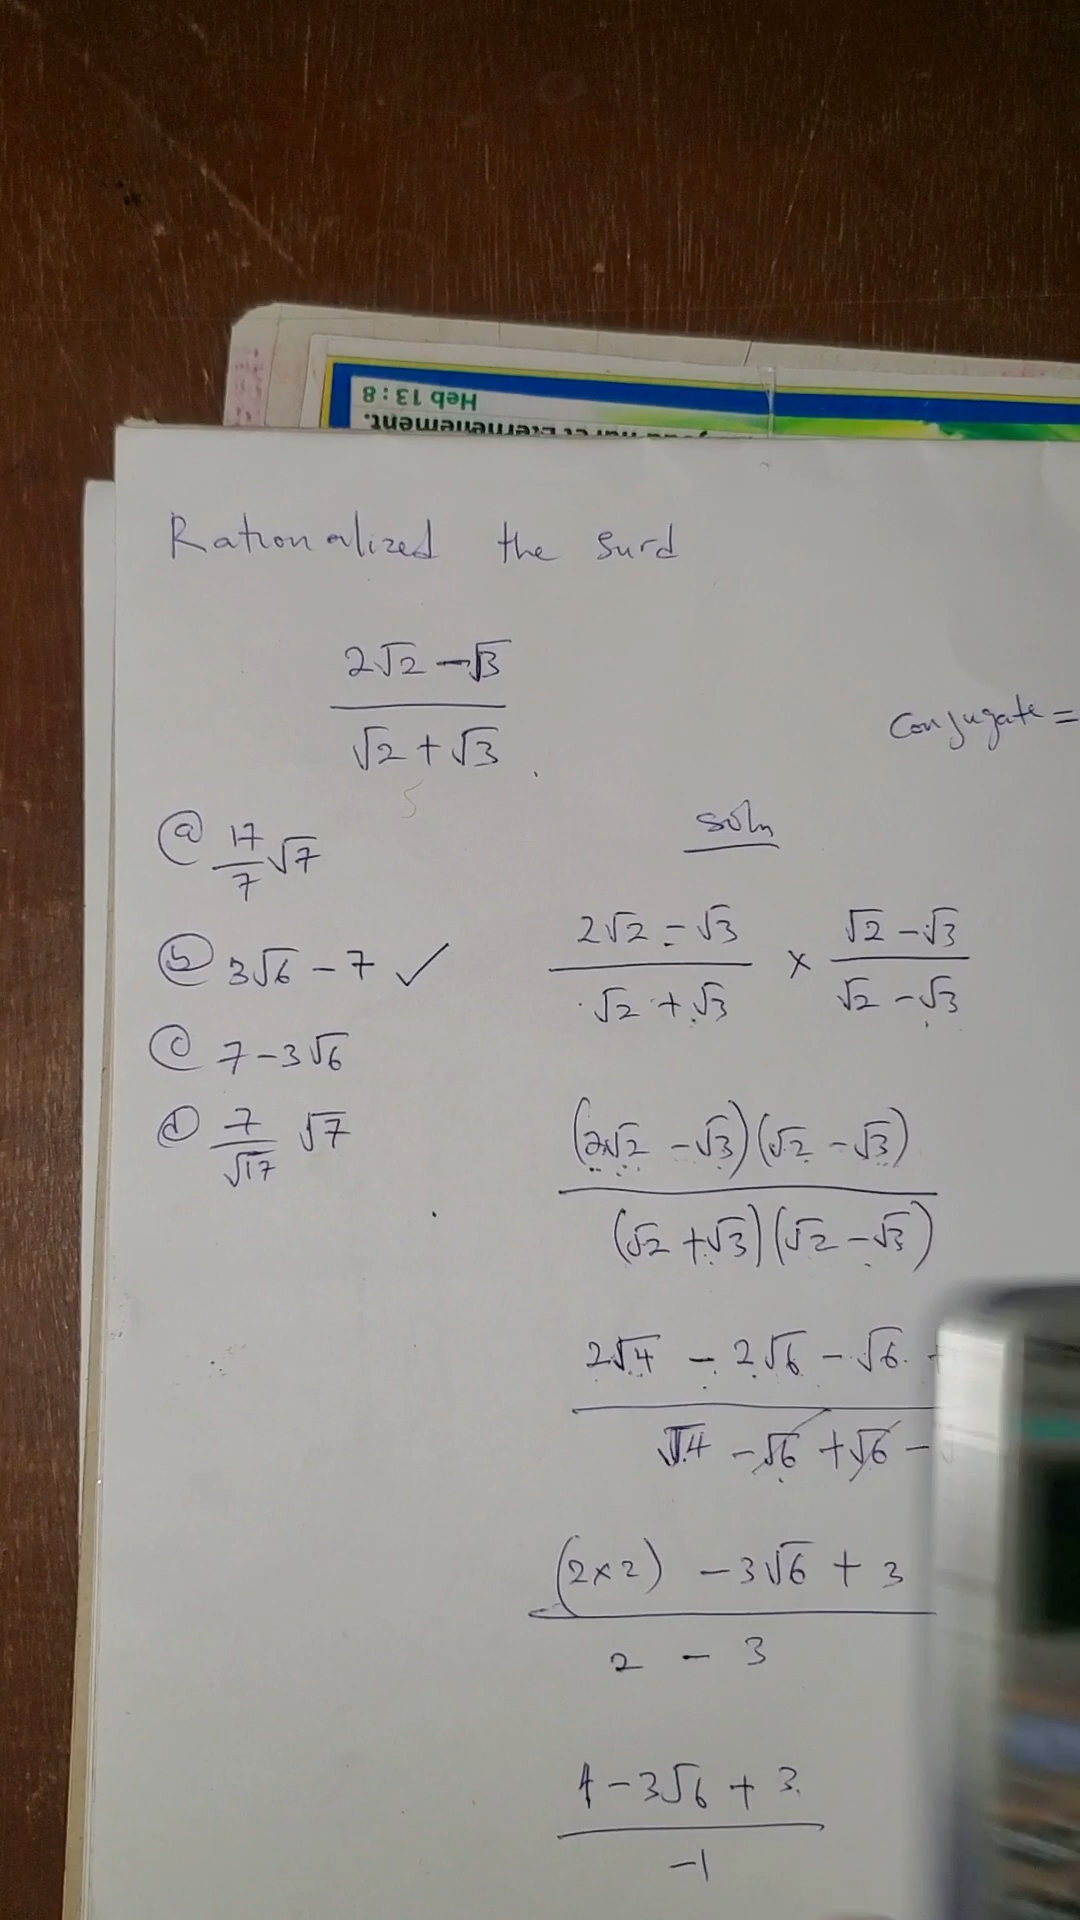 Heb 13:8
et Eternellement.
Rationalized the surd
2√2 - √3
√2 + √3
Conjugate =
soln
ⓐ 17/7 √7
ⓑ 3√6 - 7 ✓
ⓒ 7 - 3√6
ⓓ 7/√17 √7
2√2 - √3 × √2 - √3
√2 + √3 √2 - √3
(2√2 - √3)(√2 - √3)
(√2 + √3)(√2 - √3)
2√4 - 2√6 - √6
√4 - √6 + √6 -
(2×2) - 3√6 + 3
2 - 3
4 - 3√6 + 3
-1